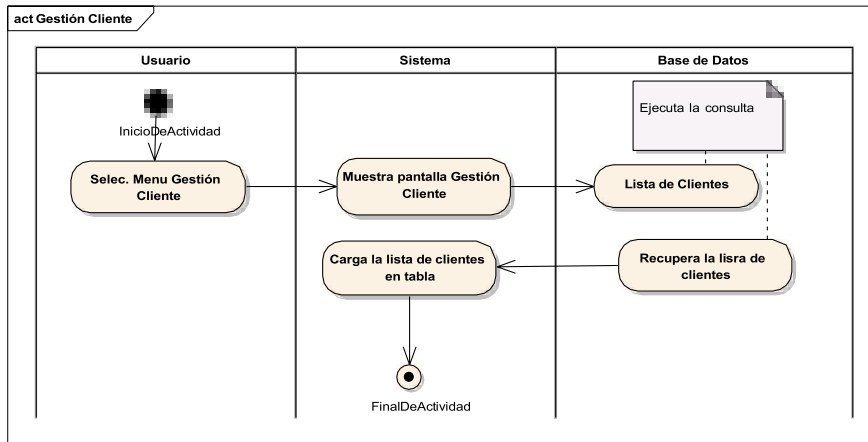 act Gestión Cliente
Usuario
Sistema
Base de Datos
Ejecuta la consulta
InicioDeActividad
Selec. Menu Gestión
Cliente
Muestra pantalla Gestión
Cliente
Lista de Clientes
Carga la lista de clientes
en tabla
Recupera la lisra de
clientes
FinalDeActividad